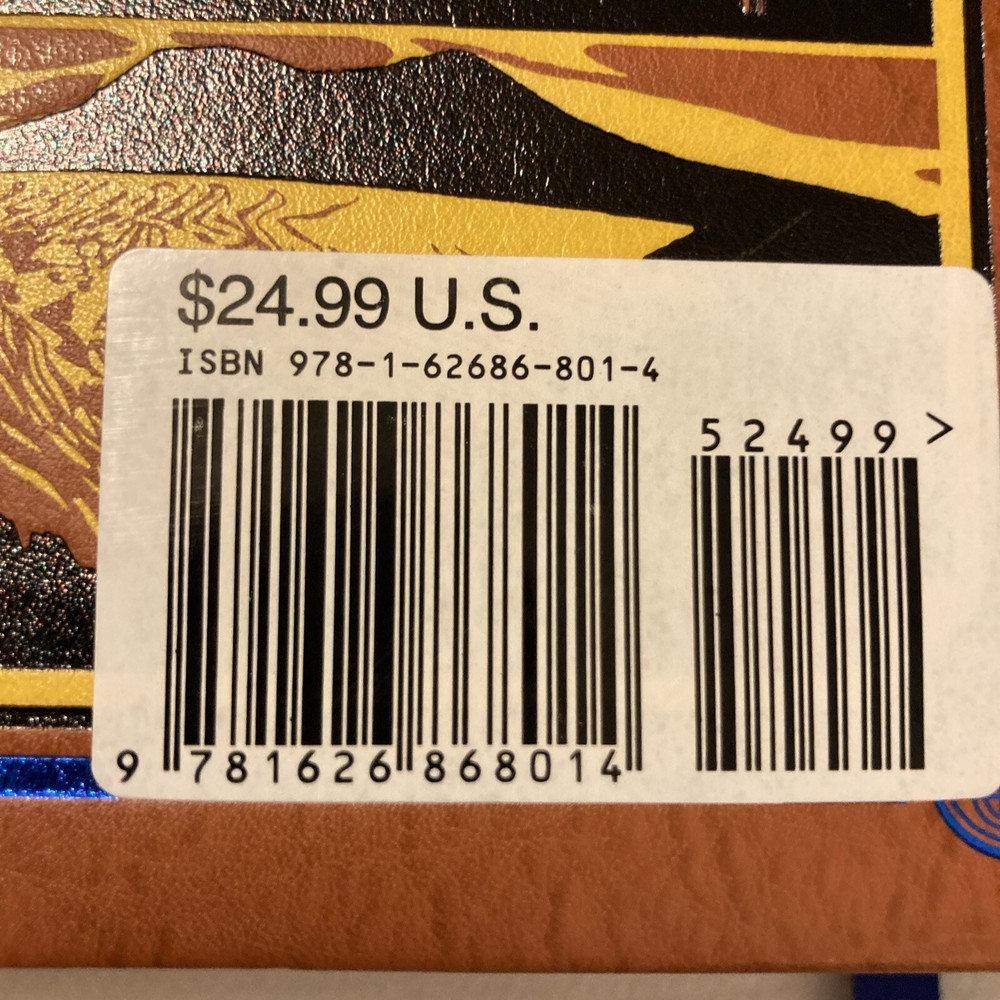 $24.99 U.S.
ISBN 978-1-62686-801-4
52499 >
9 781626 868014